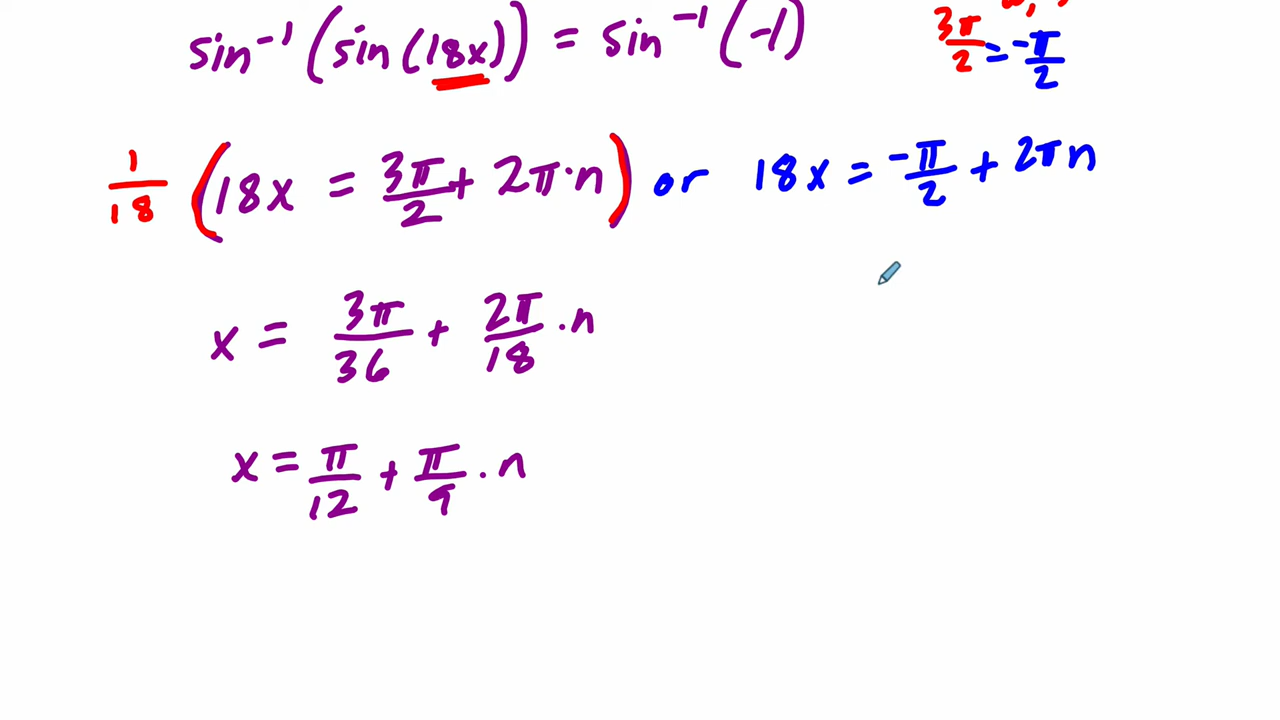 sin⁻¹(sin(18x)) = sin⁻¹(-1)
3π/2 = -π/2
1/18 (18x = 3π/2 + 2π·n) or 18x = -π/2 + 2πn
x = 3π/36 + 2π/18 · n
x = π/12 + π/9 · n